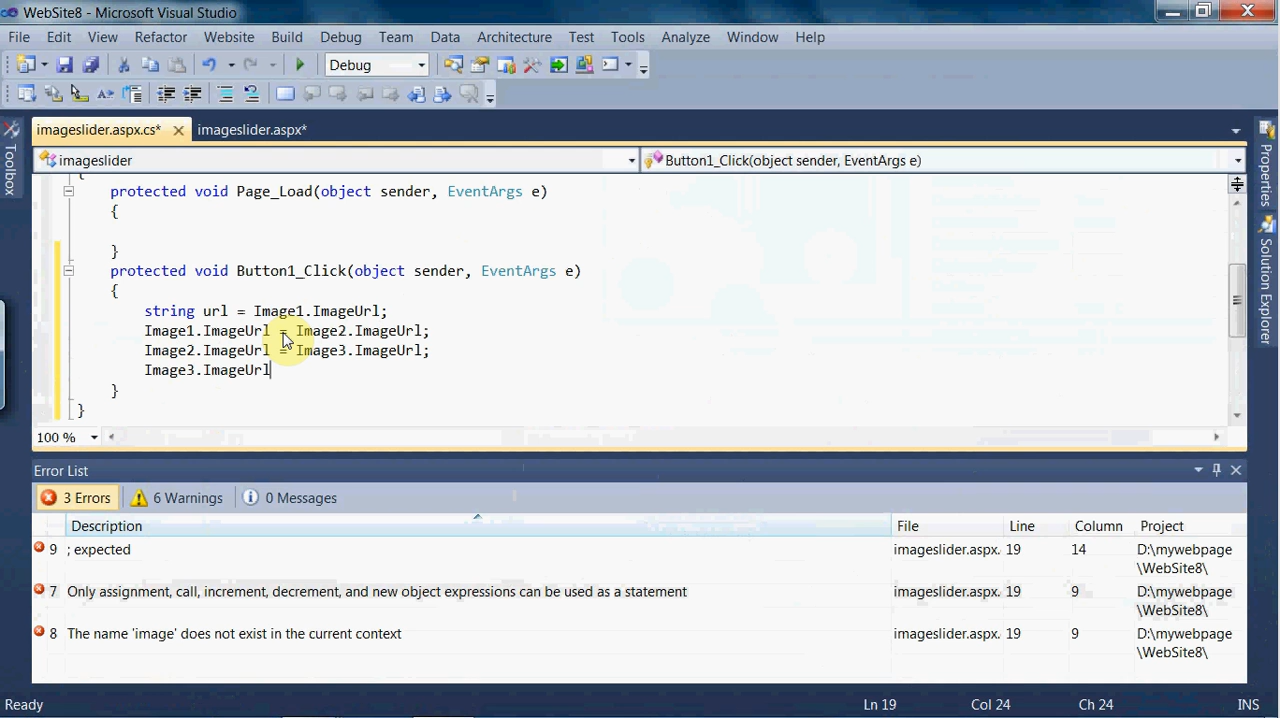 WebSite8 - Microsoft Visual Studio
File Edit View Refactor Website Build Debug Team Data Architecture Test Tools Analyze Window Help
Debug
imageslider.aspx.cs* imageslider.aspx*
imageslider Button1_Click(object sender, EventArgs e)
Toolbox
Properties
Solution Explorer
{
protected void Page_Load(object sender, EventArgs e)
{
}
protected void Button1_Click(object sender, EventArgs e)
{
string url = Image1.ImageUrl;
Image1.ImageUrl = Image2.ImageUrl;
Image2.ImageUrl = Image3.ImageUrl;
Image3.ImageUrl
}
}
100 %
Error List
3 Errors 6 Warnings 0 Messages
Description File Line Column Project
9 ; expected imageslider.aspx. 19 14 D:\mywebpage
\WebSite8\
7 Only assignment, call, increment, decrement, and new object expressions can be used as a statement imageslider.aspx. 19 9 D:\mywebpage
\WebSite8\
8 The name 'image' does not exist in the current context imageslider.aspx. 19 9 D:\mywebpage
\WebSite8\
Ready Ln 19 Col 24 Ch 24 INS